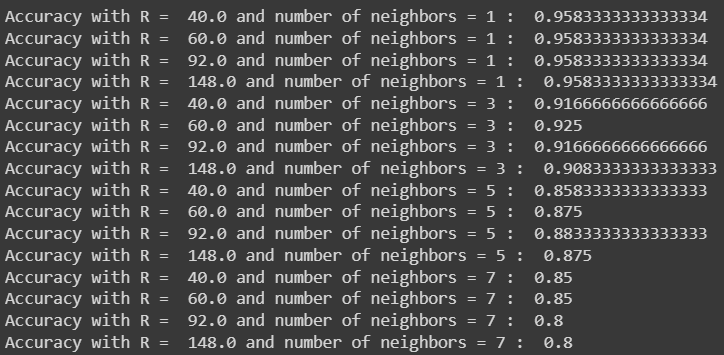 Accuracy with R =  40.0 and number of neighbors = 1 :  0.9583333333333334
Accuracy with R =  60.0 and number of neighbors = 1 :  0.9583333333333334
Accuracy with R =  92.0 and number of neighbors = 1 :  0.9583333333333334
Accuracy with R =  148.0 and number of neighbors = 1 :  0.9583333333333334
Accuracy with R =  40.0 and number of neighbors = 3 :  0.9166666666666666
Accuracy with R =  60.0 and number of neighbors = 3 :  0.925
Accuracy with R =  92.0 and number of neighbors = 3 :  0.9166666666666666
Accuracy with R =  148.0 and number of neighbors = 3 :  0.9083333333333333
Accuracy with R =  40.0 and number of neighbors = 5 :  0.8583333333333333
Accuracy with R =  60.0 and number of neighbors = 5 :  0.875
Accuracy with R =  92.0 and number of neighbors = 5 :  0.8833333333333333
Accuracy with R =  148.0 and number of neighbors = 5 :  0.875
Accuracy with R =  40.0 and number of neighbors = 7 :  0.85
Accuracy with R =  60.0 and number of neighbors = 7 :  0.85
Accuracy with R =  92.0 and number of neighbors = 7 :  0.8
Accuracy with R =  148.0 and number of neighbors = 7 :  0.8